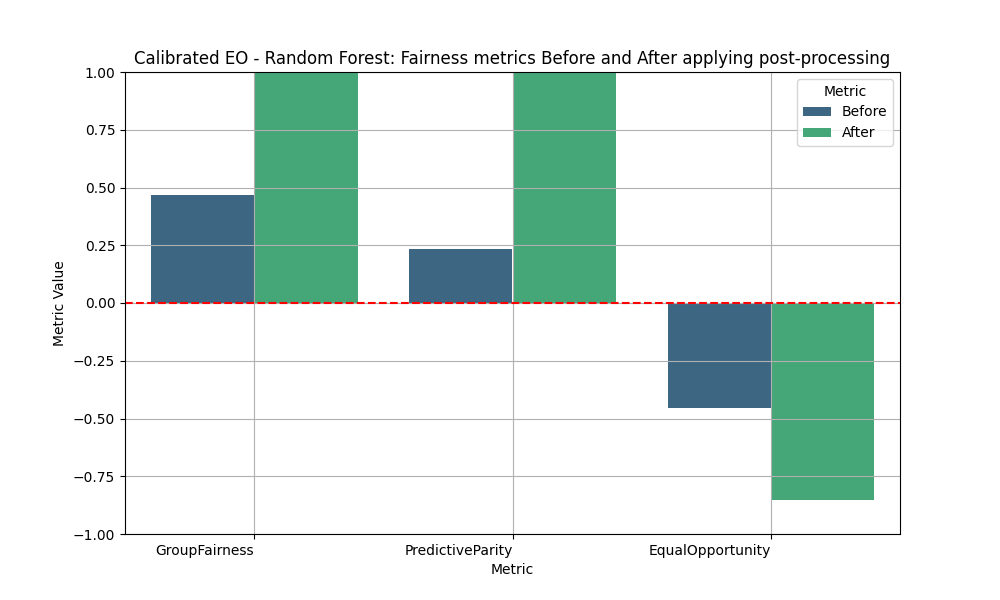 Calibrated EO - Random Forest: Fairness metrics Before and After applying post-processing
Metric
Before
After
1.00
0.75
0.50
0.25
0.00
−0.25
−0.50
−0.75
−1.00
Metric Value
GroupFairness
PredictiveParity
EqualOpportunity
Metric